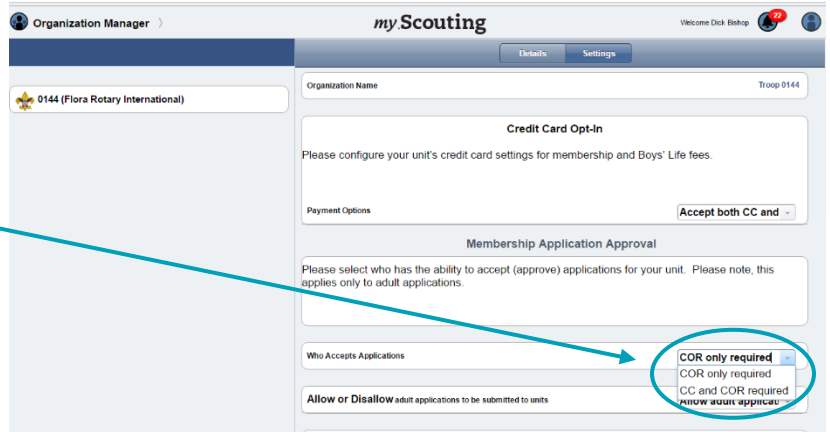 Organization Manager
my.Scouting
Welcome Dick Bishop
22
Details
Settings
0144 (Flora Rotary International)
Organization Name
Troop 0144
Credit Card Opt-In
Please configure your unit's credit card settings for membership and Boys' Life fees.
Payment Options
Accept both CC and
Membership Application Approval
Please select who has the ability to accept (approve) applications for your unit. Please note, this
applies only to adult applications.
Who Accepts Applications
COR only required
COR only required
CC and COR required
Allow or Disallow adult applications to be submitted to units
Allow adult applicat